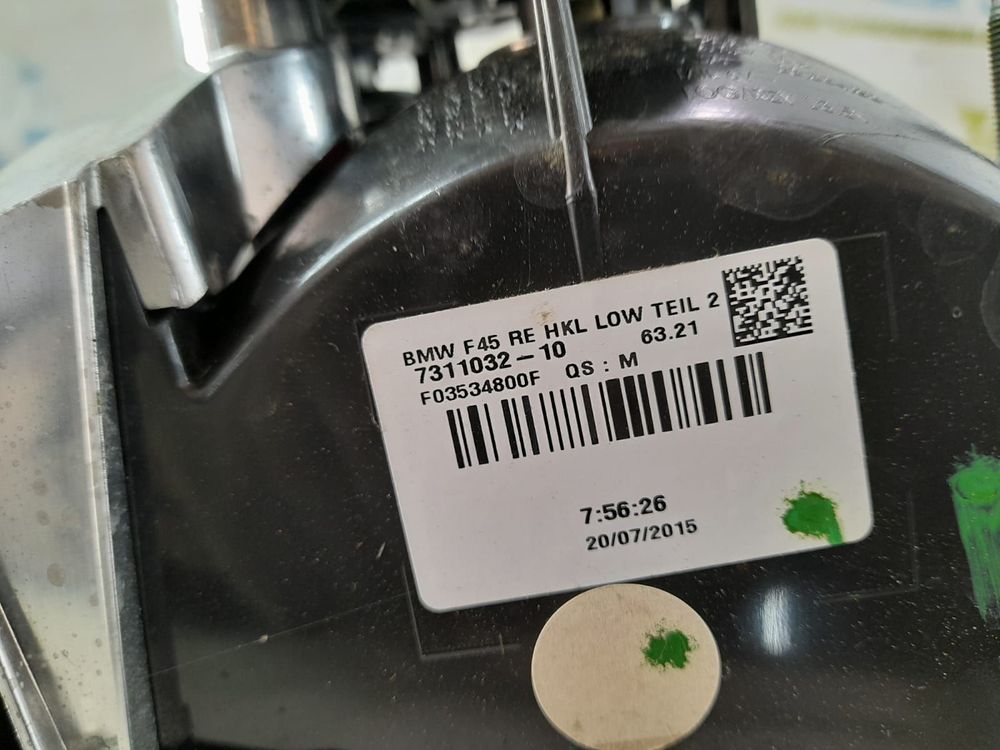 BMW F45 RE HKL LOW TEIL 2
7311032-10 63.21
F03534800F QS : M
7:56:26
20/07/2015